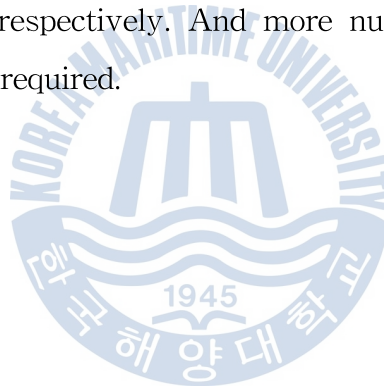 respectively. And more nu
required.
KOREA MARITIME UNIVERSITY
1945
한국해양대학교